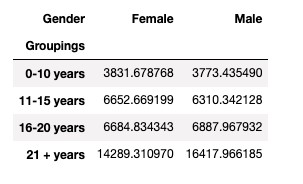 Gender Female Male
Groupings
0-10 years 3831.678768 3773.435490
11-15 years 6652.669199 6310.342128
16-20 years 6684.834343 6887.967932
21 + years 14289.310970 16417.966185